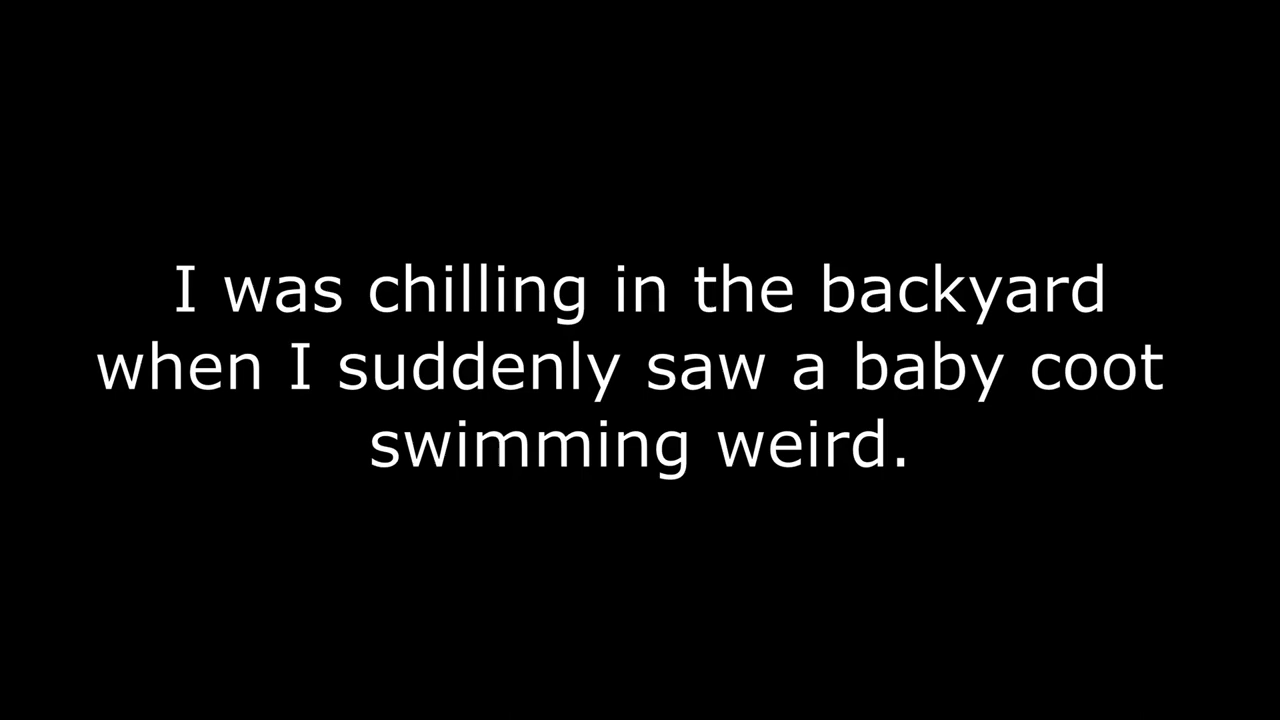 I was chilling in the backyard
when I suddenly saw a baby coot
swimming weird.